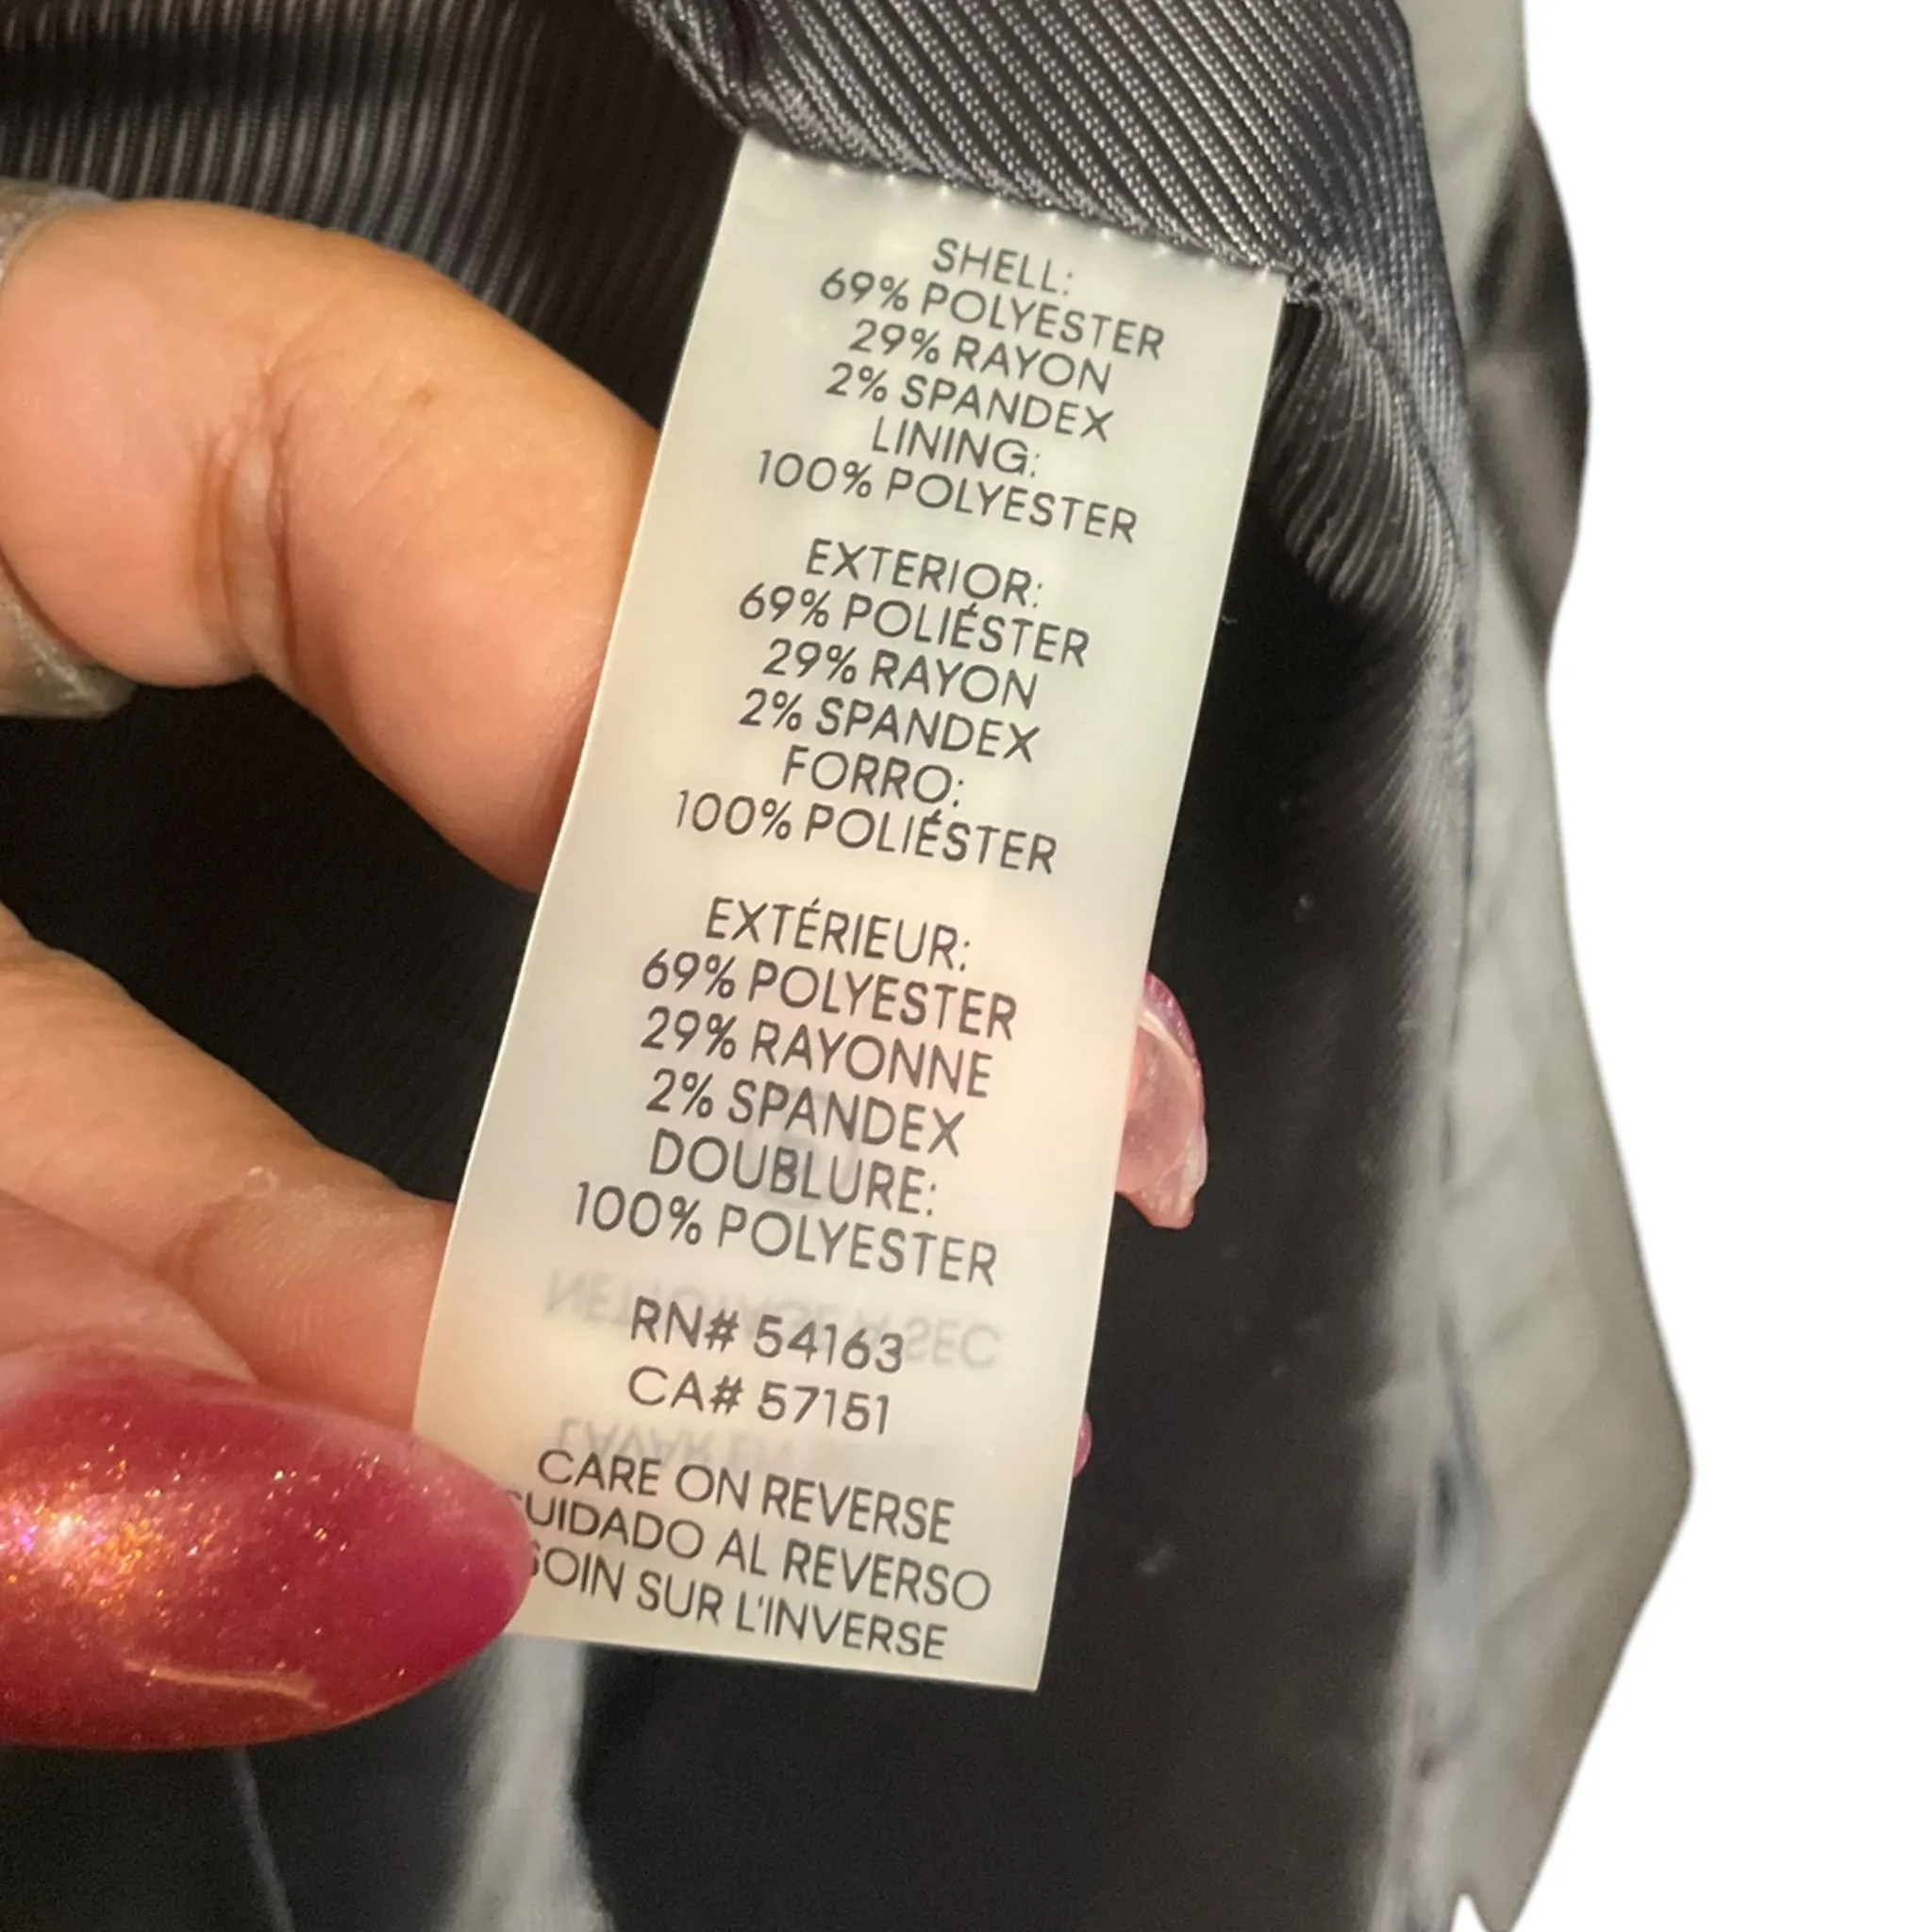 SHELL:
69% POLYESTER
29% RAYON
2% SPANDEX
LINING:
100% POLYESTER
EXTERIOR:
69% POLIÉSTER
29% RAYON
2% SPANDEX
FORRO:
100% POLIÉSTER
EXTÉRIEUR:
69% POLYESTER
29% RAYONNE
2% SPANDEX
DOUBLURE:
100% POLYESTER
RN# 54163
CA# 57151
CARE ON REVERSE
CUIDADO AL REVERSO
SOIN SUR L'INVERSE